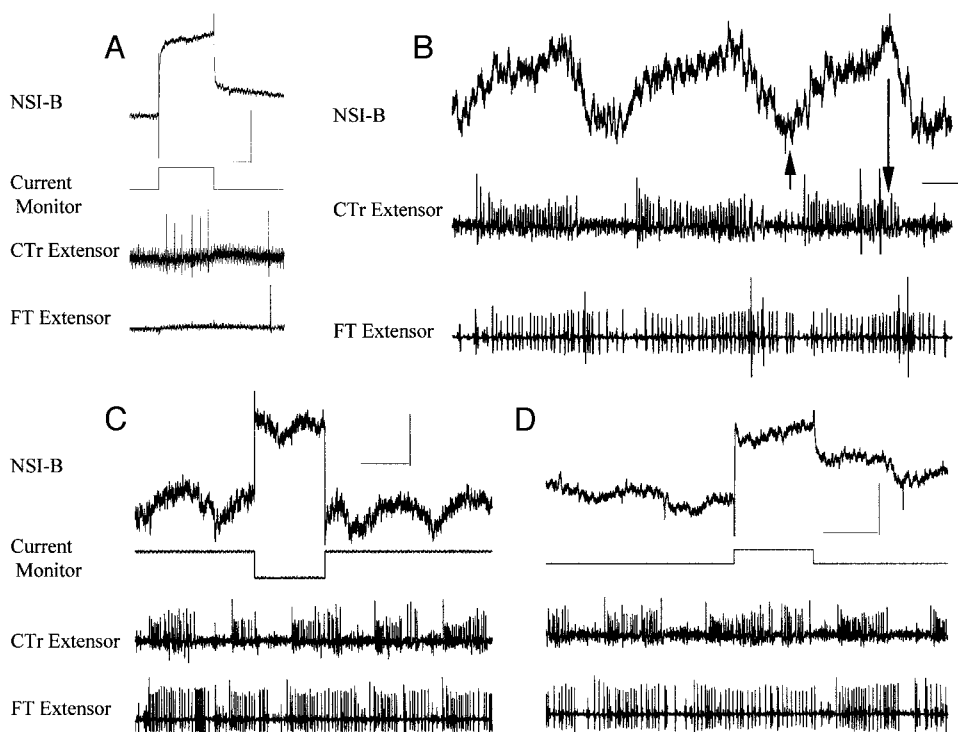 A
NSI-B
Current
Monitor
CTr Extensor
FT Extensor
B
NSI-B
CTr Extensor
FT Extensor
C
NSI-B
Current
Monitor
CTr Extensor
FT Extensor
D